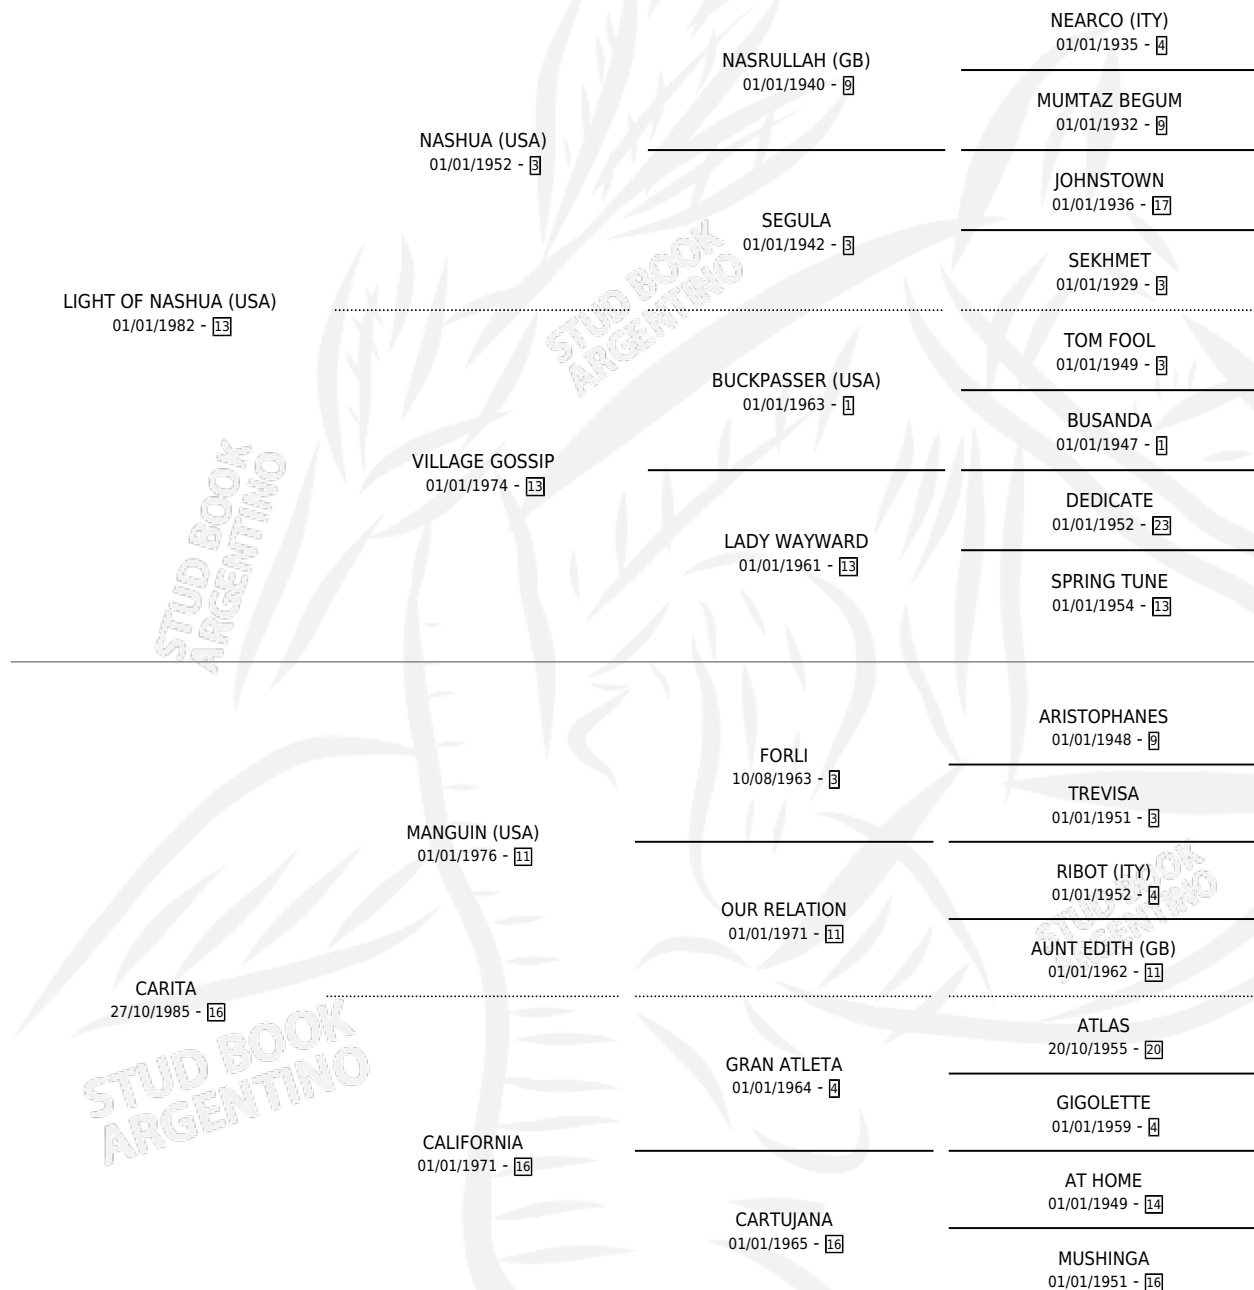 NEARCO (ITY)
01/01/1935 - 4
NASRULLAH (GB)
01/01/1940 - 9
MUMTAZ BEGUM
01/01/1932 - 9
NASHUA (USA)
01/01/1952 - 3
JOHNSTOWN
01/01/1936 - 17
SEGULA
01/01/1942 - 3
SEKHMET
01/01/1929 - 3
LIGHT OF NASHUA (USA)
01/01/1982 - 13
TOM FOOL
01/01/1949 - 3
BUCKPASSER (USA)
01/01/1963 - 1
BUSANDA
01/01/1947 - 1
VILLAGE GOSSIP
01/01/1974 - 13
DEDICATE
01/01/1952 - 23
LADY WAYWARD
01/01/1961 - 13
SPRING TUNE
01/01/1954 - 13
ARISTOPHANES
01/01/1948 - 9
FORLI
10/08/1963 - 3
TREVISA
01/01/1951 - 3
MANGUIN (USA)
01/01/1976 - 11
RIBOT (ITY)
01/01/1952 - 4
OUR RELATION
01/01/1971 - 11
AUNT EDITH (GB)
01/01/1962 - 11
CARITA
27/10/1985 - 16
ATLAS
20/10/1955 - 20
GRAN ATLETA
01/01/1964 - 4
GIGOLETTE
01/01/1959 - 4
CALIFORNIA
01/01/1971 - 16
AT HOME
01/01/1949 - 14
CARTUJANA
01/01/1965 - 16
MUSHINGA
01/01/1951 - 16
STUD BOOK
ARGENTINO
STUD BOOK
ARGENTINO
STUD BOOK
ARGENTINO
STUD BOOK
ARGENTINO